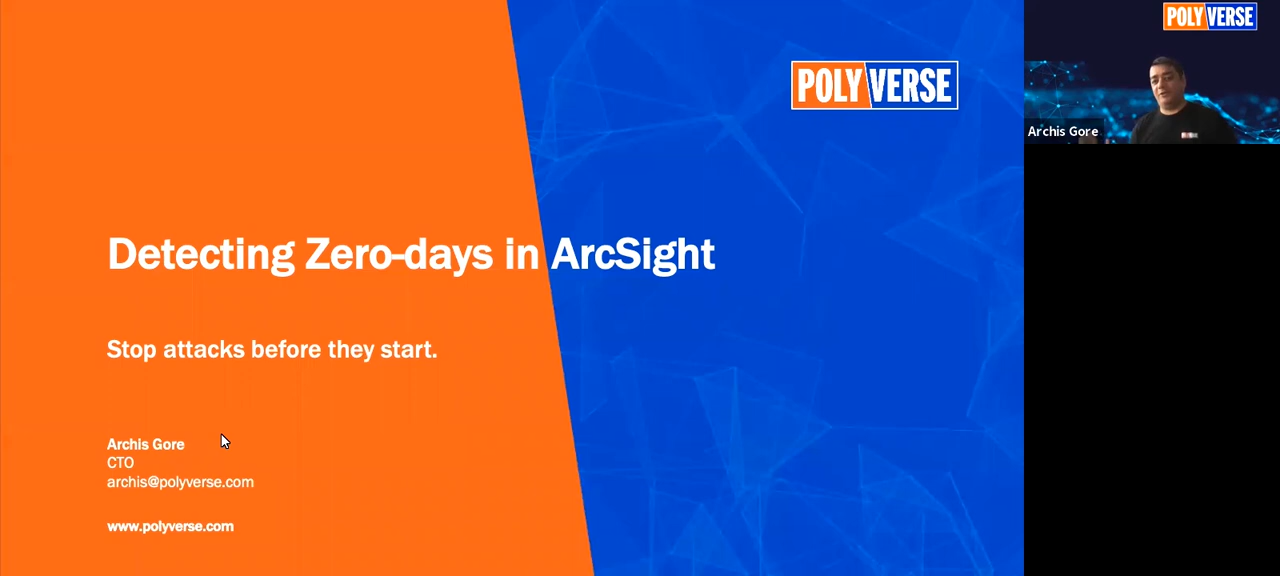 POLYVERSE
Detecting Zero-days in ArcSight
Stop attacks before they start.
Archis Gore
CTO
archis@polyverse.com
www.polyverse.com
POLYVERSE
Archis Gore